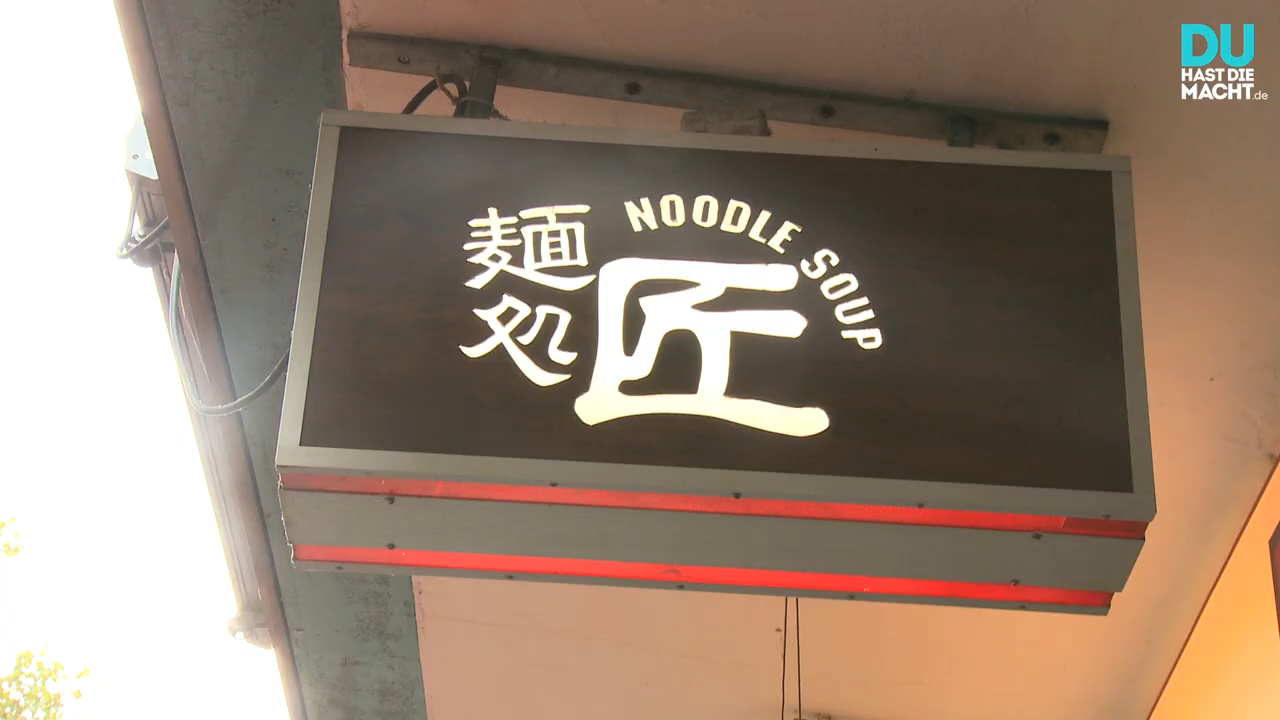 DU
HAST DIE
MACHT.de
NOODLE SOUP
麺
処
匠